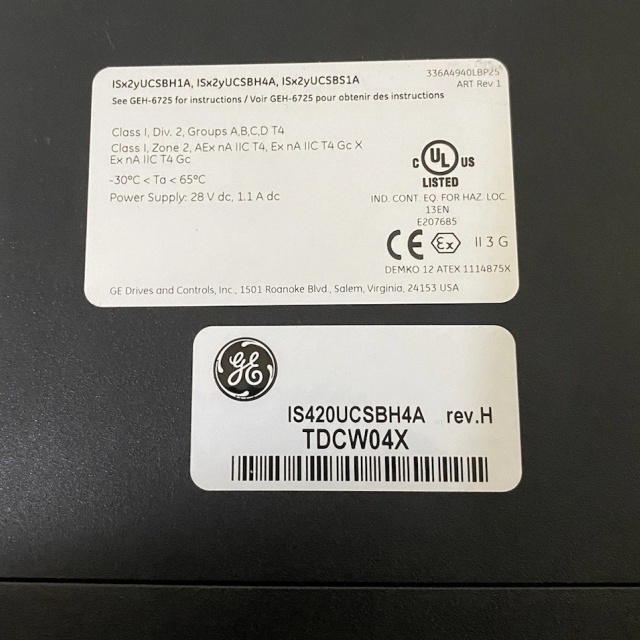 ISx2yUCSBH1A, ISx2yUCSBH4A, ISx2yUCSBS1A
336A4940LBP25
ART Rev 1
See GEH-6725 for instructions / Voir GEH-6725 pour obtenir des instructions
Class I, Div. 2, Groups A,B,C,D T4
Class I, Zone 2, AEx nA IIC T4, Ex nA IIC T4 Gc X
Ex nA IIC T4 Gc
-30°C < Ta < 65°C
Power Supply: 28 V dc, 1.1 A dc
C UL US
LISTED
IND. CONT. EQ. FOR HAZ. LOC.
13EN
E207685
CE Ex II 3 G
DEMKO 12 ATEX 1114875X
GE Drives and Controls, Inc., 1501 Roanoke Blvd., Salem, Virginia, 24153 USA
GE
IS420UCSBH4A rev.H
TDCW04X